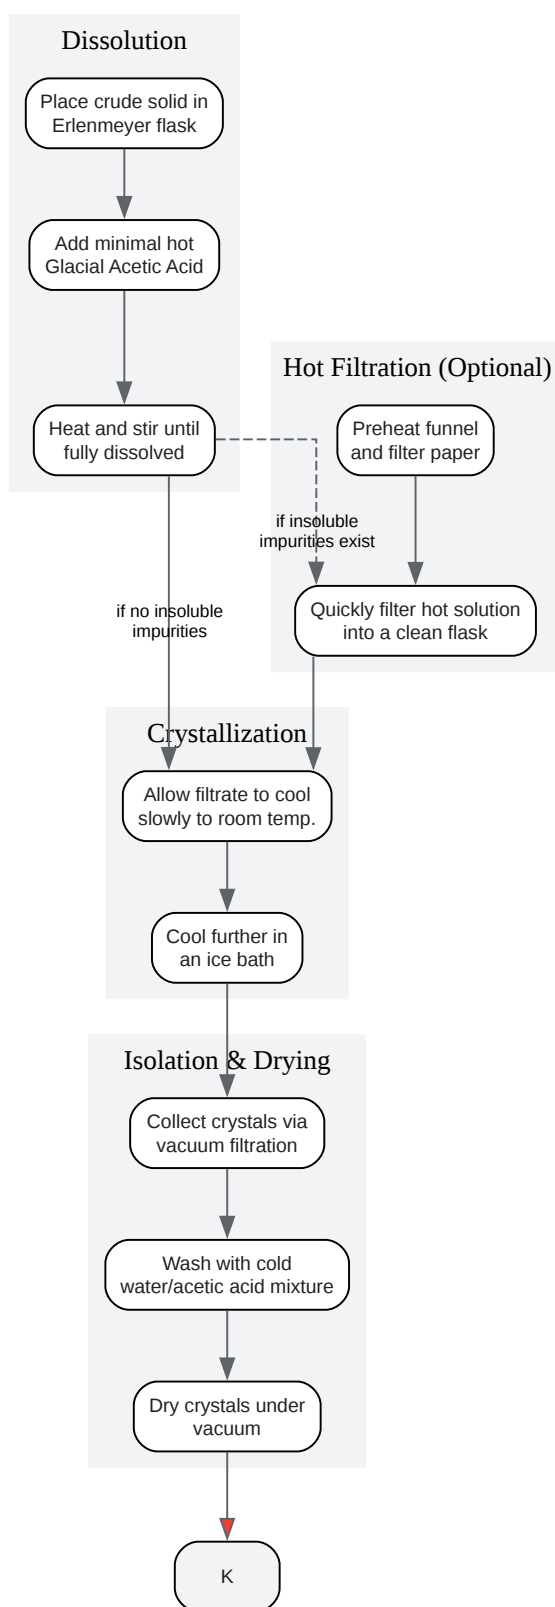 Dissolution
Place crude solid in
Erlenmeyer flask
Add minimal hot
Glacial Acetic Acid
Heat and stir until
fully dissolved
Hot Filtration (Optional)
Preheat funnel
and filter paper
if insoluble
impurities exist
Quickly filter hot solution
into a clean flask
if no insoluble
impurities
Crystallization
Allow filtrate to cool
slowly to room temp.
Cool further in
an ice bath
Isolation & Drying
Collect crystals via
vacuum filtration
Wash with cold
water/acetic acid mixture
Dry crystals under
vacuum
K